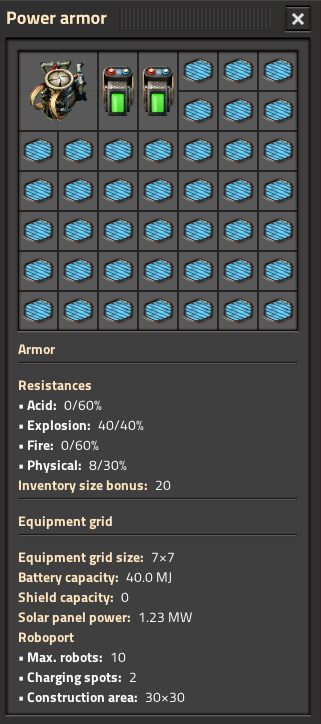 Power armor
Armor
Resistances
• Acid: 0/60%
• Explosion: 40/40%
• Fire: 0/60%
• Physical: 8/30%
Inventory size bonus: 20
Equipment grid
Equipment grid size: 7×7
Battery capacity: 40.0 MJ
Shield capacity: 0
Solar panel power: 1.23 MW
Roboport
• Max. robots: 10
• Charging spots: 2
• Construction area: 30×30